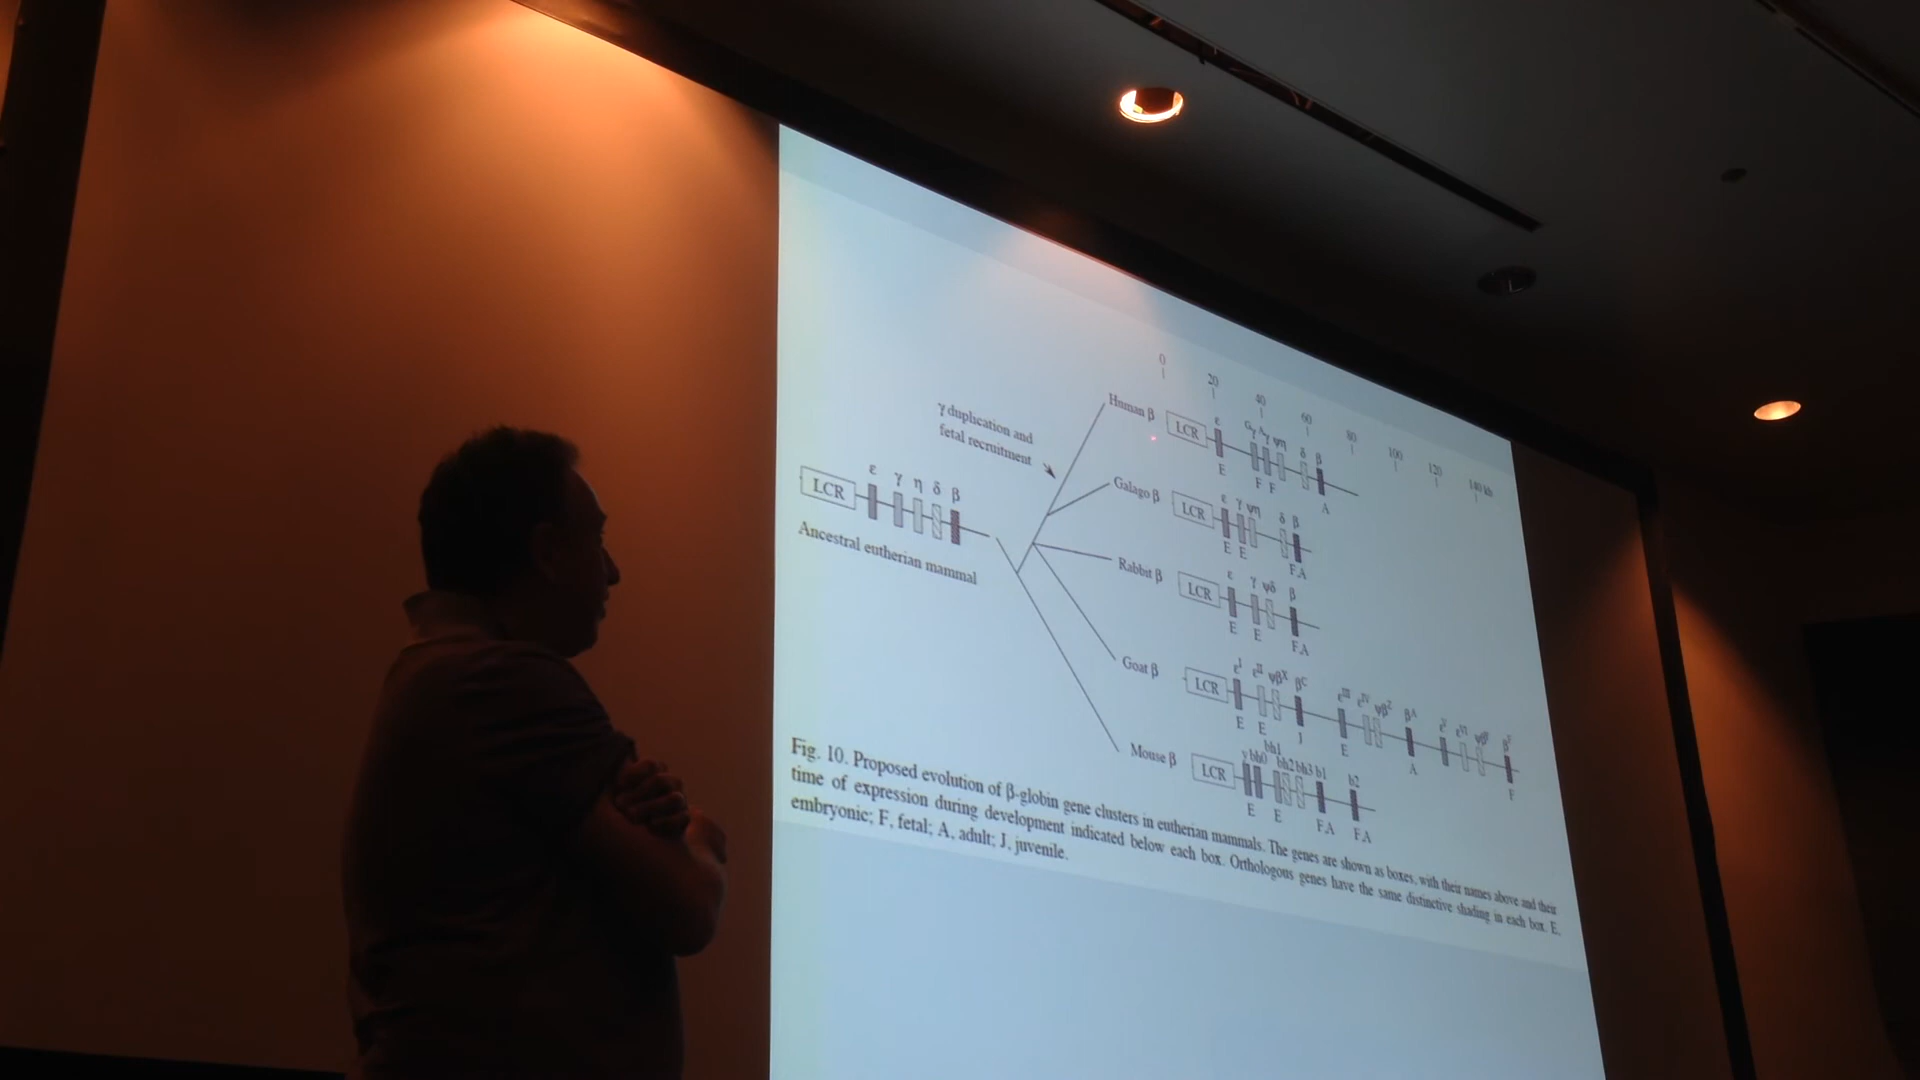 0 20 40 60 80 100 120 140 kb
γ duplication and
fetal recruitment
Human β LCR ε Gγ Aγ ψη δ β
E F F A
LCR ε γ η δ β
Ancestral eutherian mammal
Galago β LCR ε γ ψη δ β
E E F,A
Rabbit β LCR ε γ ψδ β
E E F,A
Goat β LCR εI εII ψβX βC εIII εIV ψβZ βA εV εVI βF
E E J E A F
Mouse β LCR y bh0 bh1 bh2 bh3 b1 b2
E E F,A F,A
Fig. 10. Proposed evolution of β-globin gene clusters in eutherian mammals. The genes are shown as boxes, with their names above and their
time of expression during development indicated below each box. Orthologous genes have the same distinctive shading in each box. E,
embryonic; F, fetal; A, adult; J, juvenile.